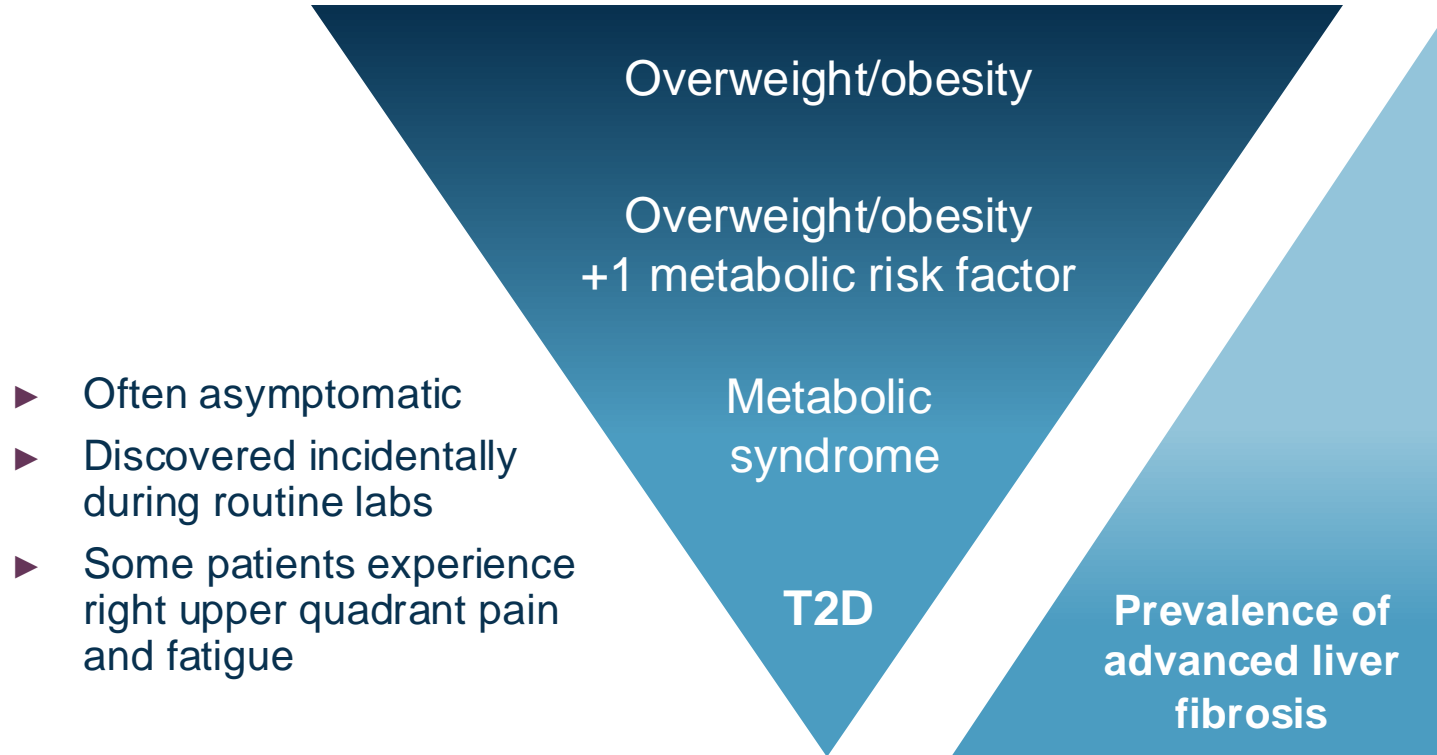 Overweight/obesity
Overweight/obesity
+1 metabolic risk factor
Metabolic
syndrome
T2D
► Often asymptomatic
► Discovered incidentally
during routine labs
► Some patients experience
right upper quadrant pain
and fatigue
Prevalence of
advanced liver
fibrosis